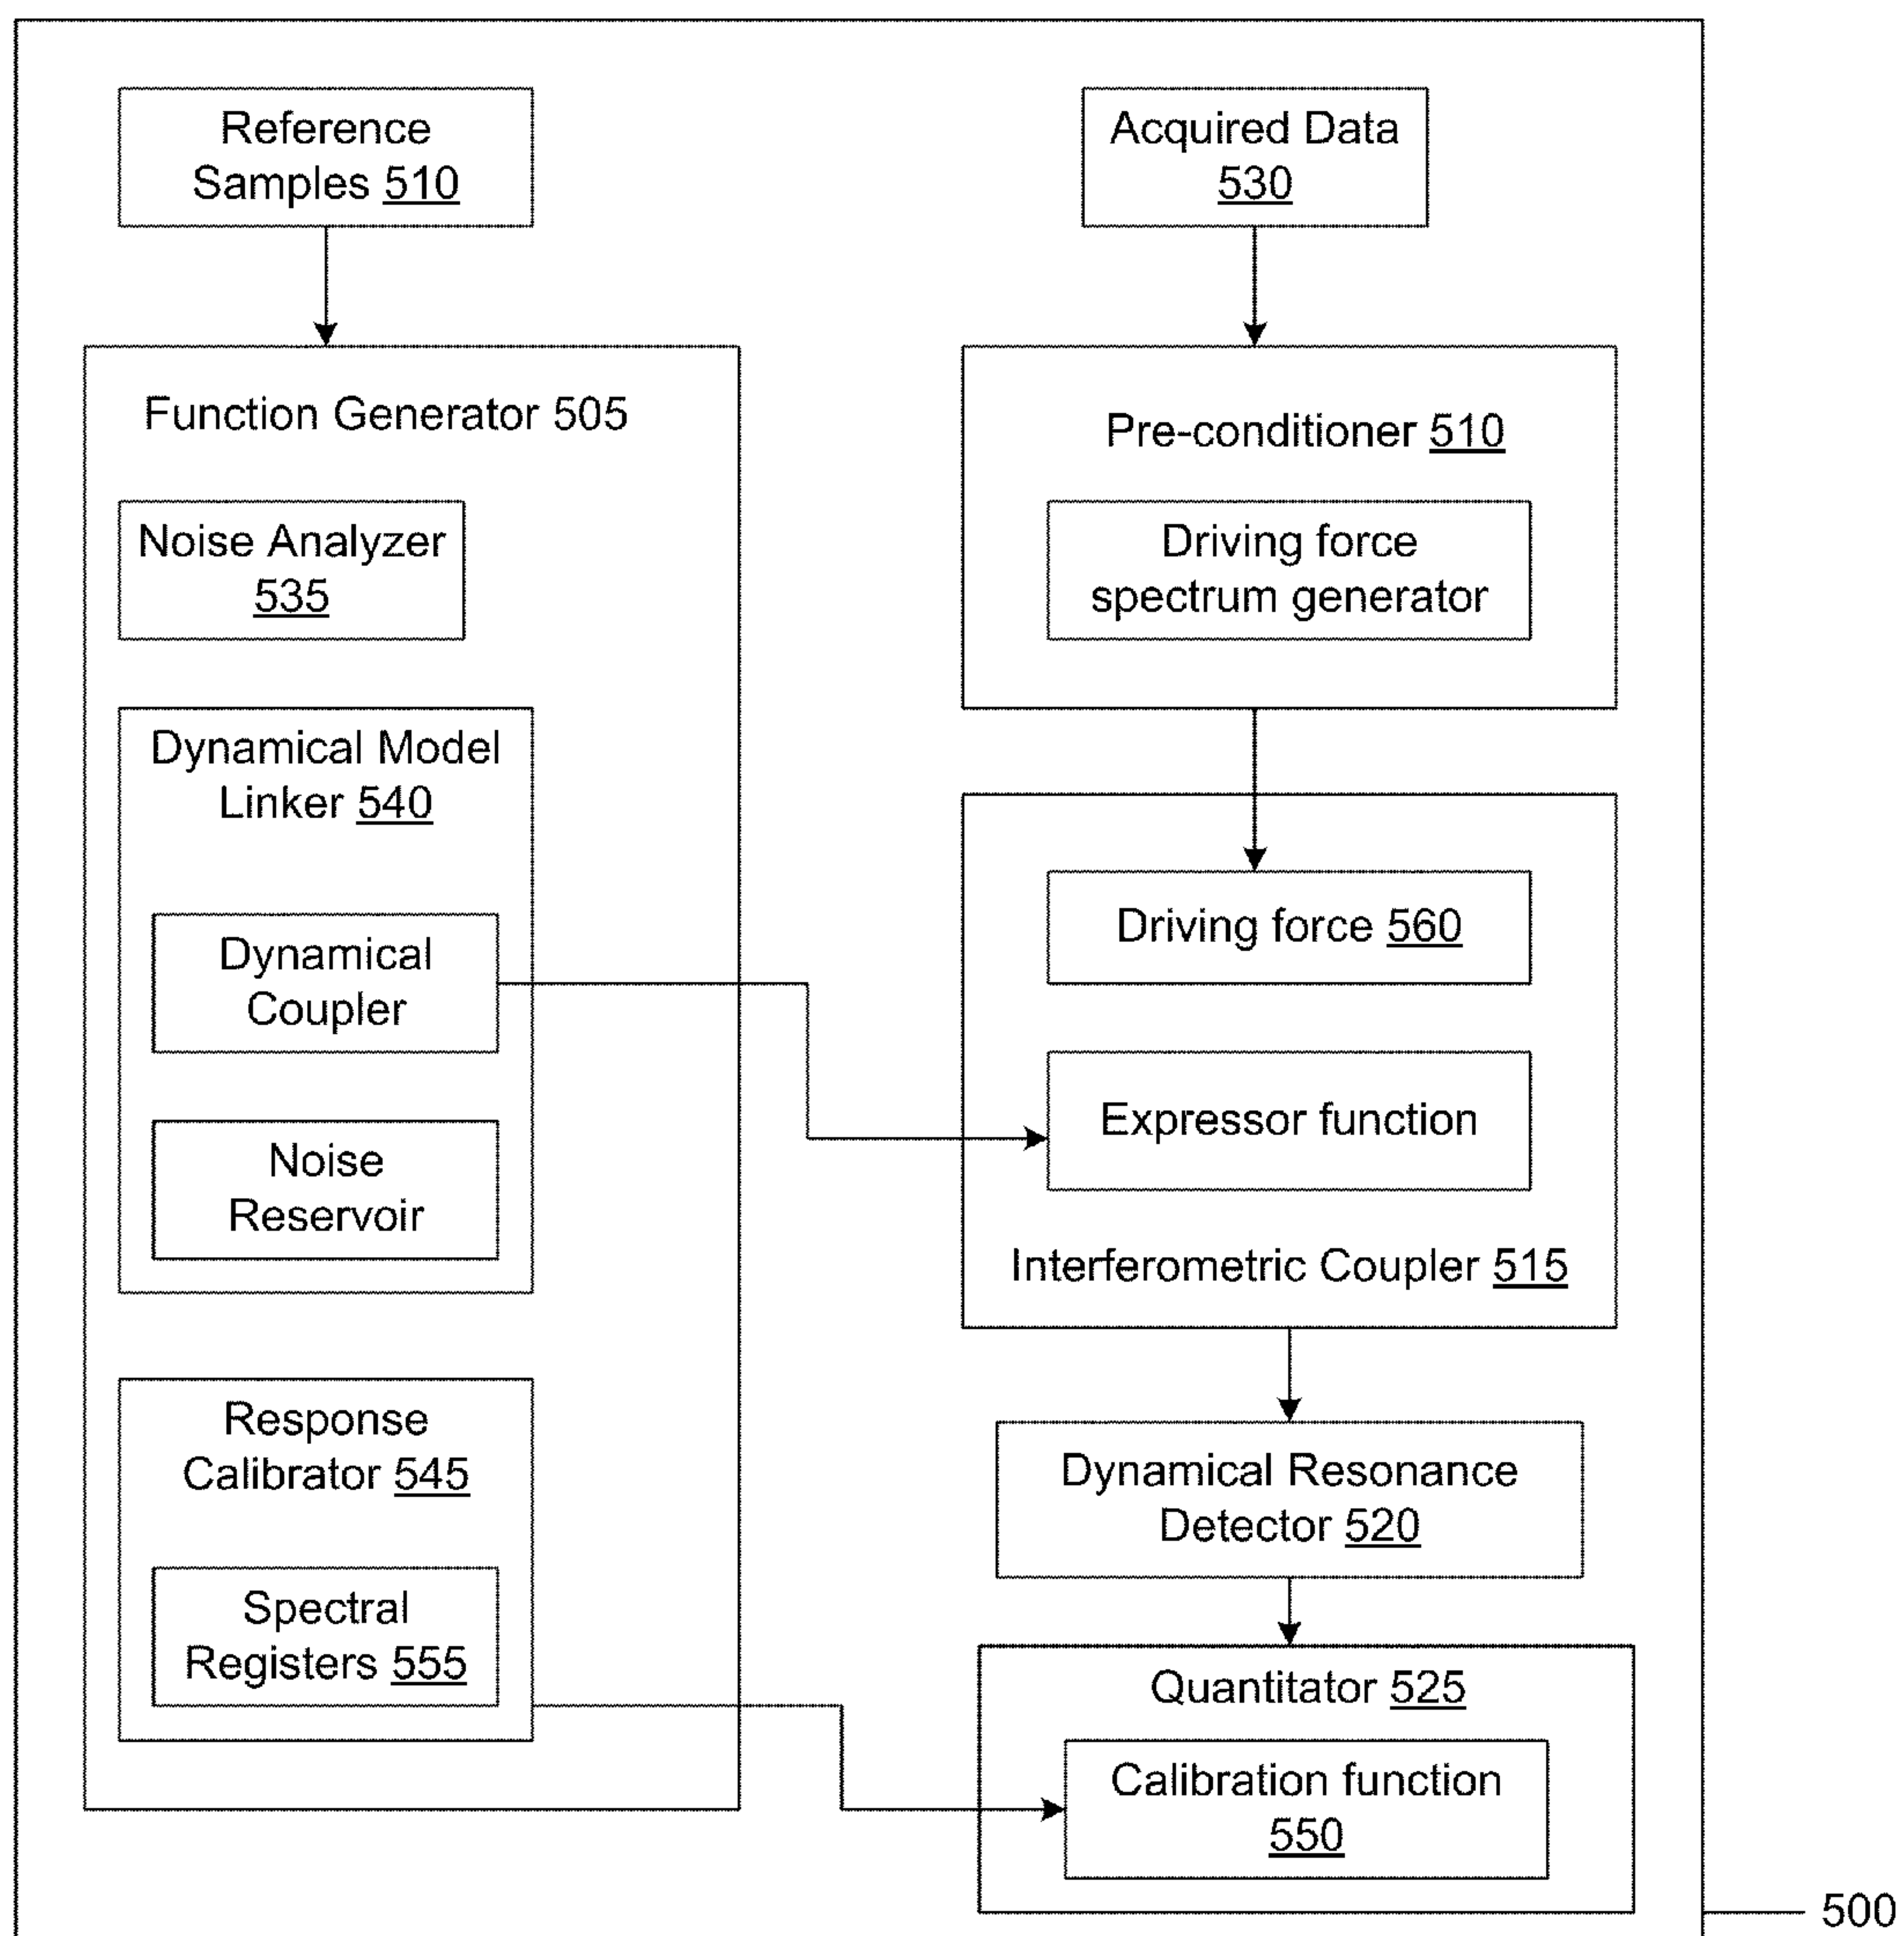 Reference
Samples 510
Function Generator 505
Noise Analyzer
535
Dynamical Model
Linker 540
Dynamical
Coupler
Noise
Reservoir
Response
Calibrator 545
Spectral
Registers 555
Acquired Data
530
Pre-conditioner 510
Driving force
spectrum generator
Driving force 560
Expressor function
Interferometric Coupler 515
Dynamical Resonance
Detector 520
Quantitator 525
Calibration function
550
500